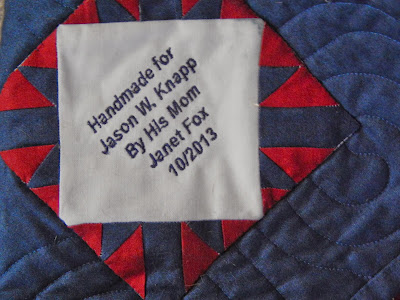 Handmade for
Jason W. Knapp
By His Mom
Janet Fox
10/2013